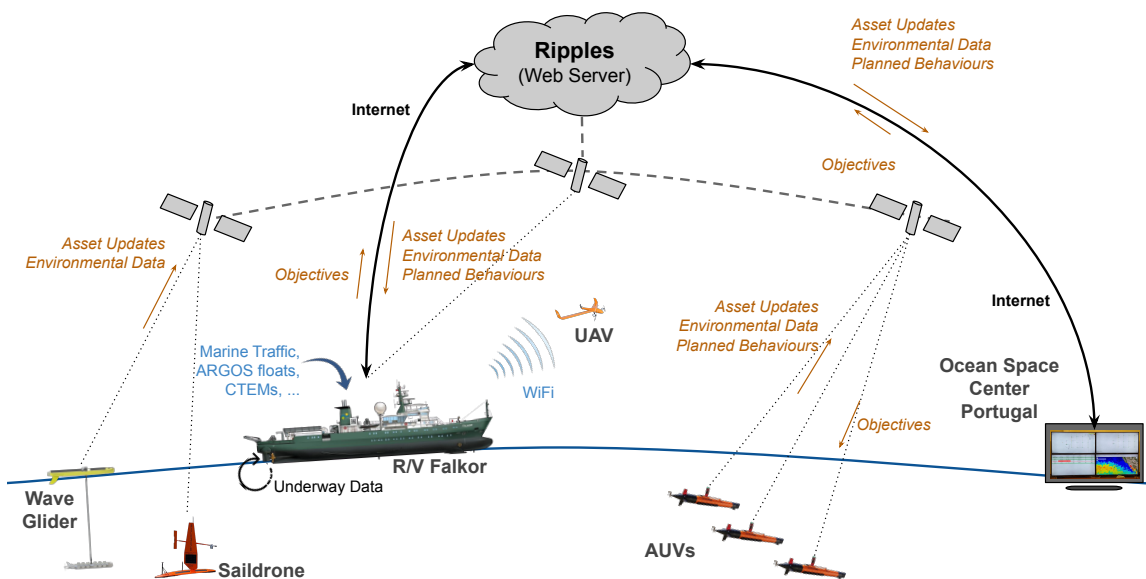 Ripples
(Web Server)
Asset Updates
Environmental Data
Planned Behaviours
Internet
Objectives
Asset Updates
Environmental Data
Objectives
Asset Updates
Environmental Data
Planned Behaviours
Asset Updates
Environmental Data
Planned Behaviours
Internet
UAV
Marine Traffic,
ARGOS floats,
CTEMs, ...
WiFi
Ocean Space
Center
Portugal
Objectives
R/V Falkor
Underway Data
Wave
Glider
Saildrone
AUVs